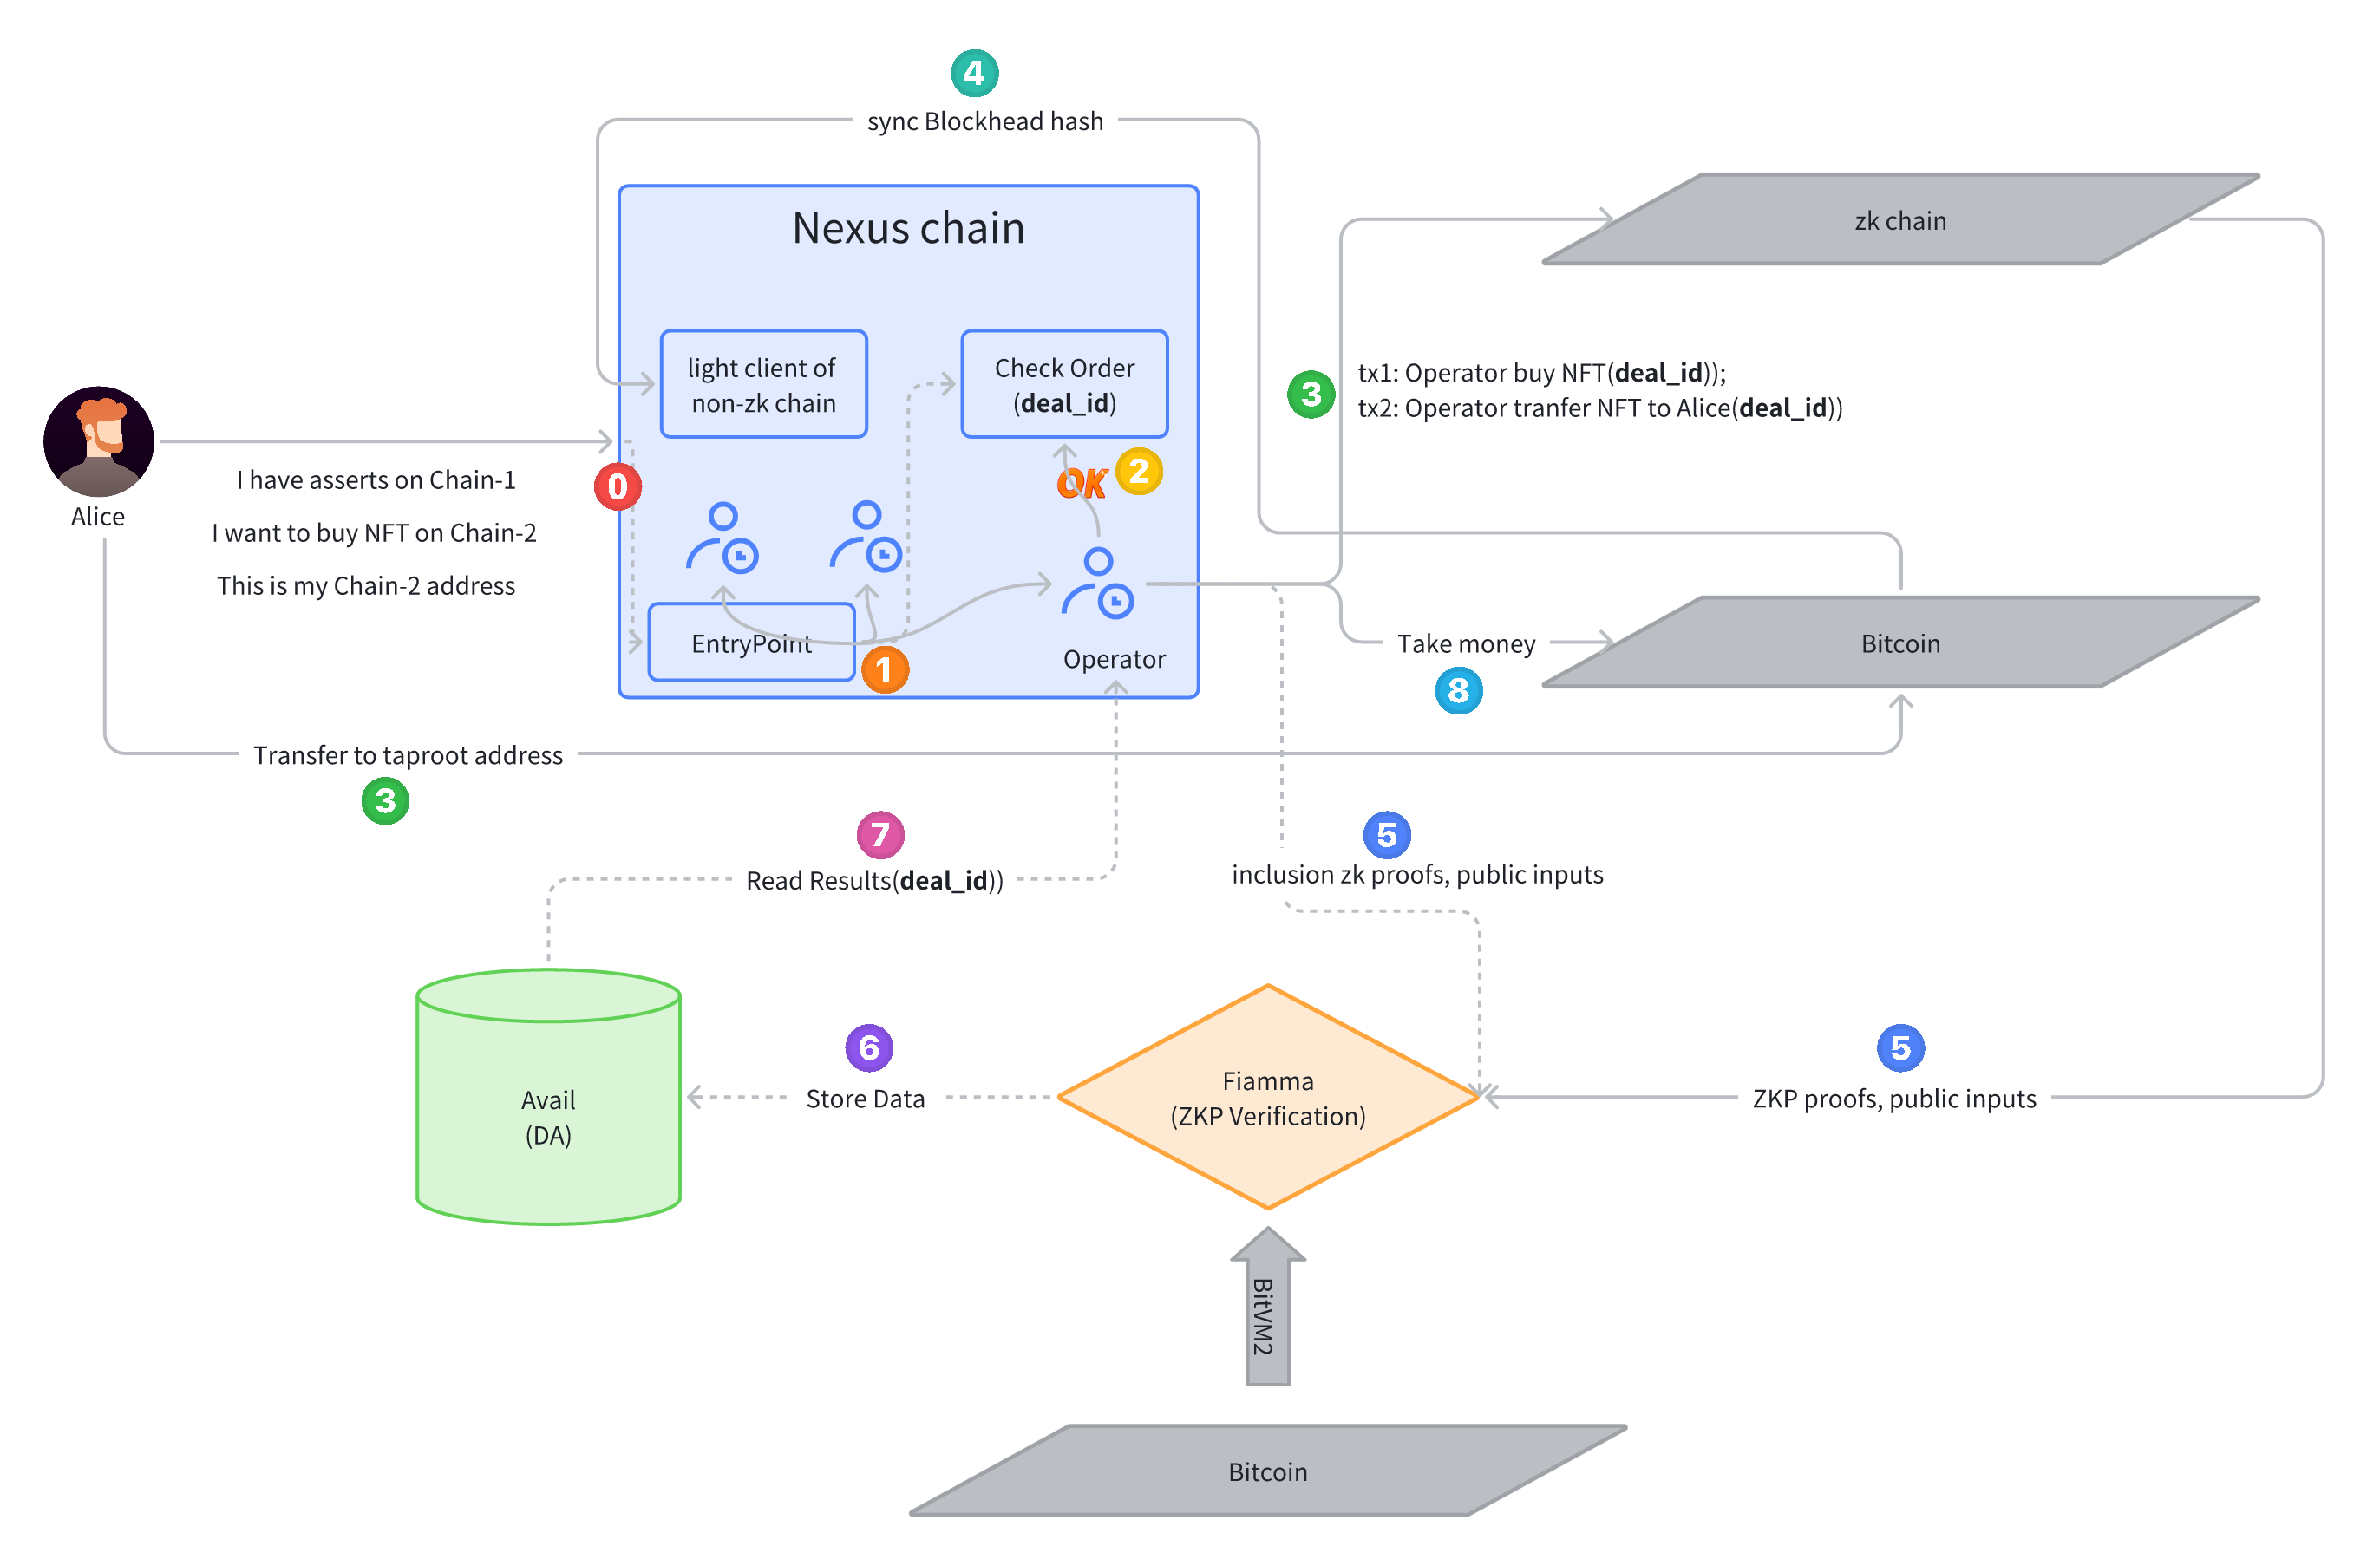 4
sync Blockhead hash
Nexus chain
zk chain
light client of
non-zk chain
Check Order
(deal_id)
3
tx1: Operator buy NFT(deal_id));
tx2: Operator tranfer NFT to Alice(deal_id))
OK
2
0
I have asserts on Chain-1
Alice
I want to buy NFT on Chain-2
This is my Chain-2 address
EntryPoint
1
Operator
Take money
8
Bitcoin
Transfer to taproot address
3
7
Read Results(deal_id))
5
inclusion zk proofs, public inputs
6
Store Data
Avail
(DA)
Fiamma
(ZKP Verification)
5
ZKP proofs, public inputs
BitVM2
Bitcoin